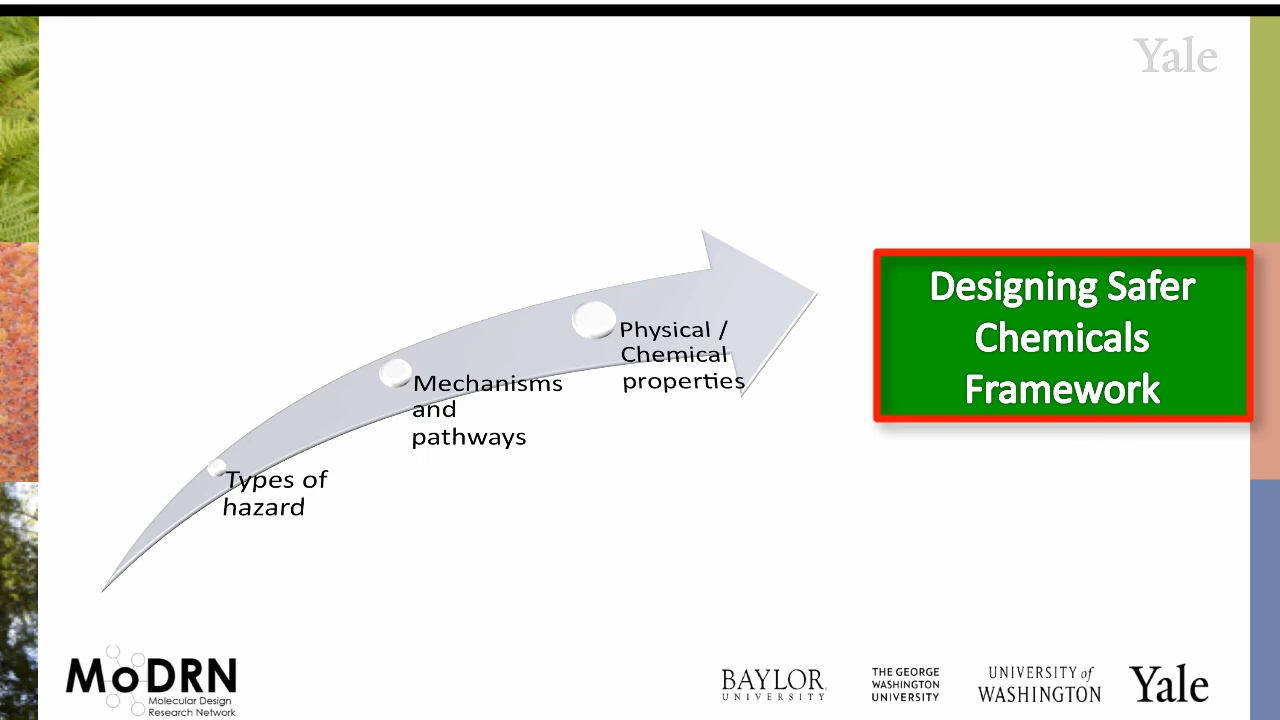 Yale
Designing Safer
Chemicals
Framework
Physical /
Chemical
properties
Mechanisms
and
pathways
Types of
hazard
MoDRN
Molecular Design
Research Network
BAYLOR
UNIVERSITY
THE GEORGE
WASHINGTON
UNIVERSITY
UNIVERSITY of
WASHINGTON
Yale